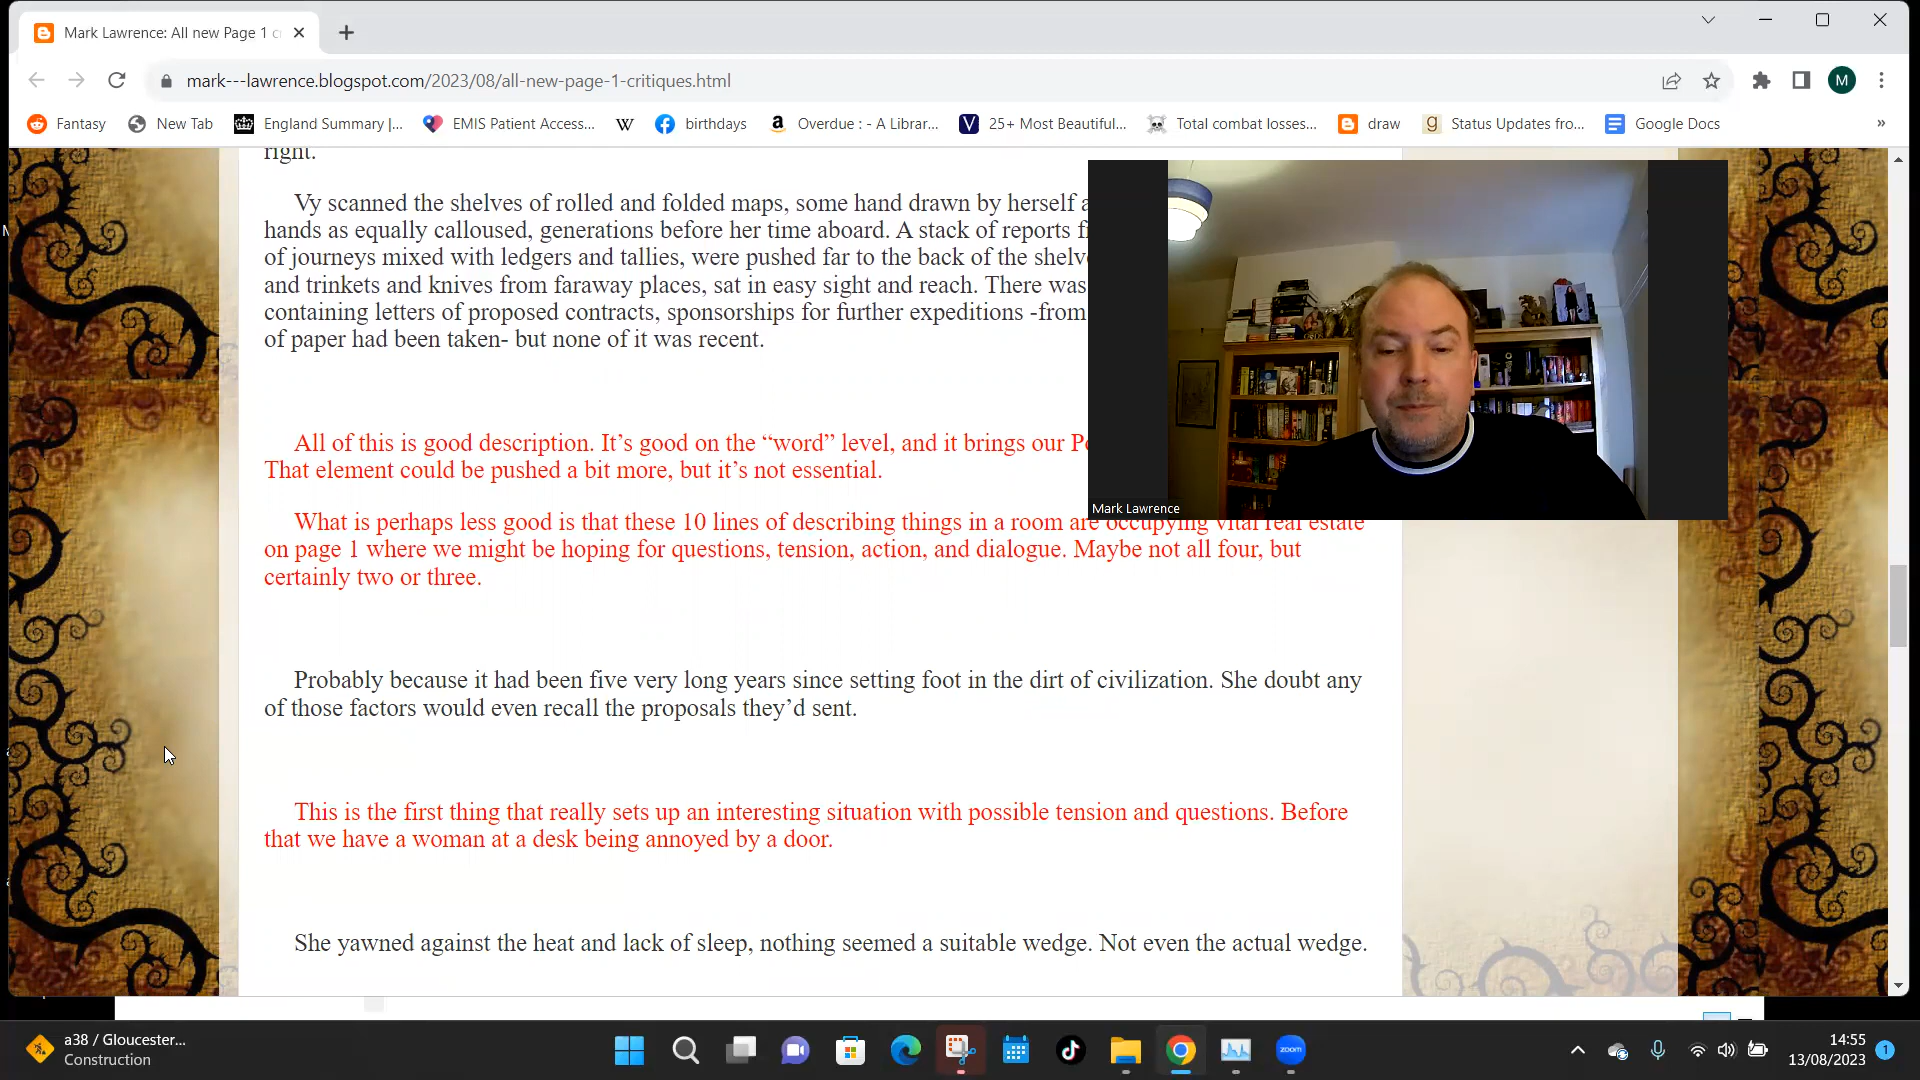 Mark Lawrence: All new Page 1 c
mark---lawrence.blogspot.com/2023/08/all-new-page-1-critiques.html
M
Fantasy New Tab England Summary |... EMIS Patient Access... W birthdays Overdue : - A Librar... 25+ Most Beautiful... Total combat losses... draw Status Updates fro... Google Docs »
right.
Vy scanned the shelves of rolled and folded maps, some hand drawn by herself
hands as equally calloused, generations before her time aboard. A stack of reports
of journeys mixed with ledgers and tallies, were pushed far to the back of the
and trinkets and knives from faraway places, sat in easy sight and reach. There was
containing letters of proposed contracts, sponsorships for further expeditions -from
of paper had been taken- but none of it was recent.
All of this is good description. It's good on the “word” level, and it brings our
That element could be pushed a bit more, but it's not essential.
What is perhaps less good is that these 10 lines of describing things in a room are occupying vital real estate
on page 1 where we might be hoping for questions, tension, action, and dialogue. Maybe not all four, but
certainly two or three.
Mark Lawrence
Probably because it had been five very long years since setting foot in the dirt of civilization. She doubt any
of those factors would even recall the proposals they'd sent.
This is the first thing that really sets up an interesting situation with possible tension and questions. Before
that we have a woman at a desk being annoyed by a door.
She yawned against the heat and lack of sleep, nothing seemed a suitable wedge. Not even the actual wedge.
a38 / Gloucester...
Construction
zoom
14:55
13/08/2023
1